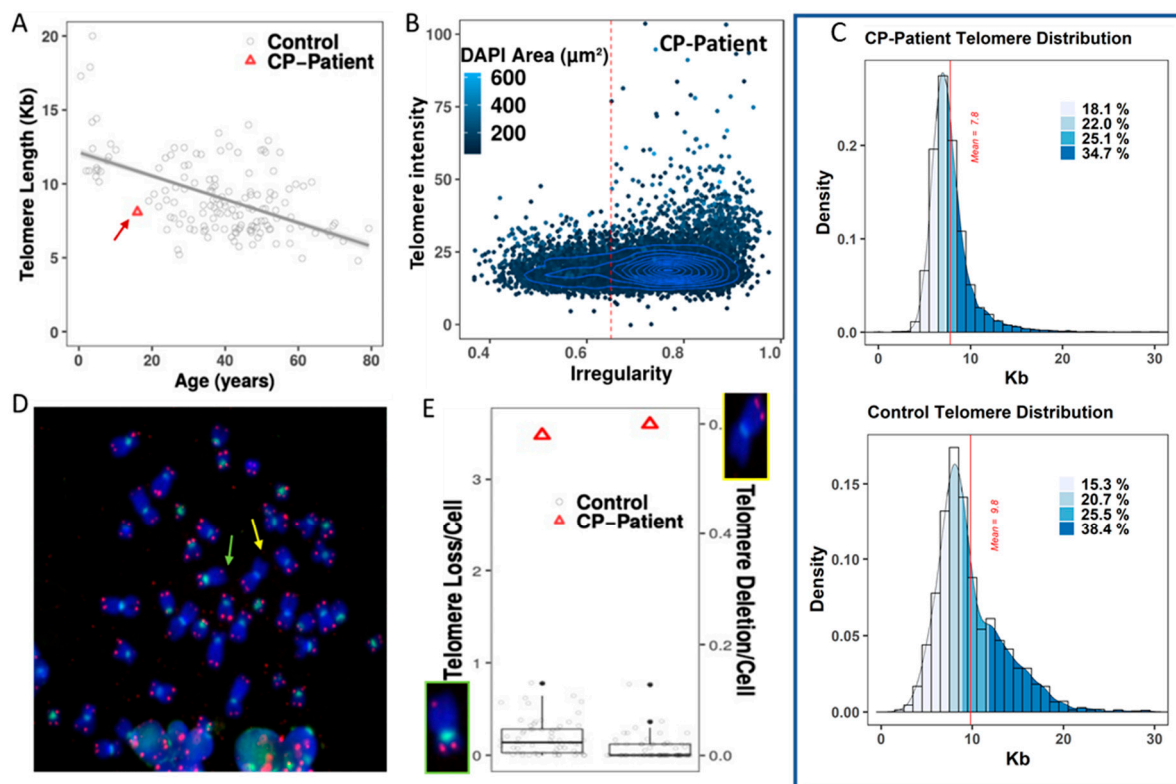 A
Telomere Length (Kb)
20
15
10
5
0
Control
CP-Patient
0 20 40 60 80
Age (years)
B
Telomere intensity
100
75
50
25
0
DAPI Area (µm²)
600
400
200
CP-Patient
0.4 0.6 0.8 1.0
Irregularity
C
CP-Patient Telomere Distribution
Density
0.2
0.1
0.0
Mean = 7.8
18.1 %
22.0 %
25.1 %
34.7 %
0 10 20 30
Kb
Control Telomere Distribution
Density
0.15
0.10
0.05
0.00
Mean = 9.8
15.3 %
20.7 %
25.5 %
38.4 %
0 10 20 30
Kb
D
E
Telomere Loss/Cell
3
2
1
0
Control
CP-Patient
0.4
0.2
0.0
Telomere Deletion/Cell